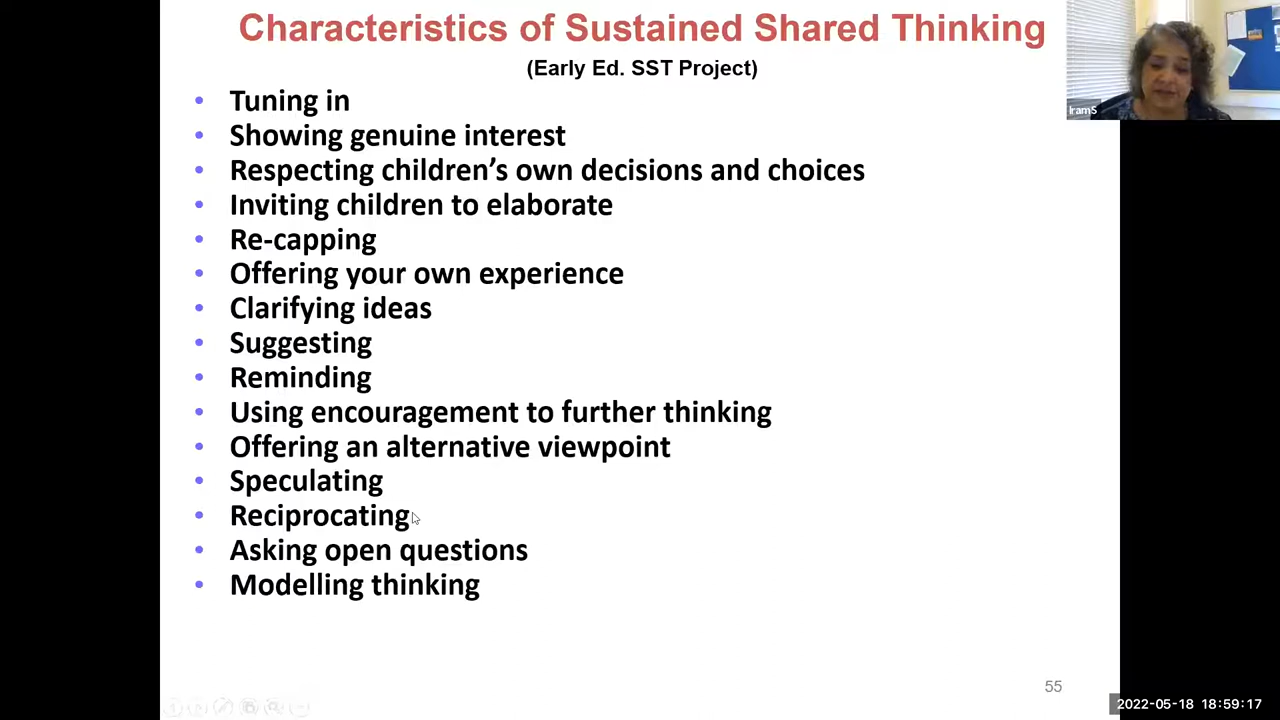 Characteristics of Sustained Shared Thinking
(Early Ed. SST Project)
• Tuning in
• Showing genuine interest
• Respecting children’s own decisions and choices
• Inviting children to elaborate
• Re-capping
• Offering your own experience
• Clarifying ideas
• Suggesting
• Reminding
• Using encouragement to further thinking
• Offering an alternative viewpoint
• Speculating
• Reciprocating
• Asking open questions
• Modelling thinking
IramS
55
2022-05-18 18:59:17